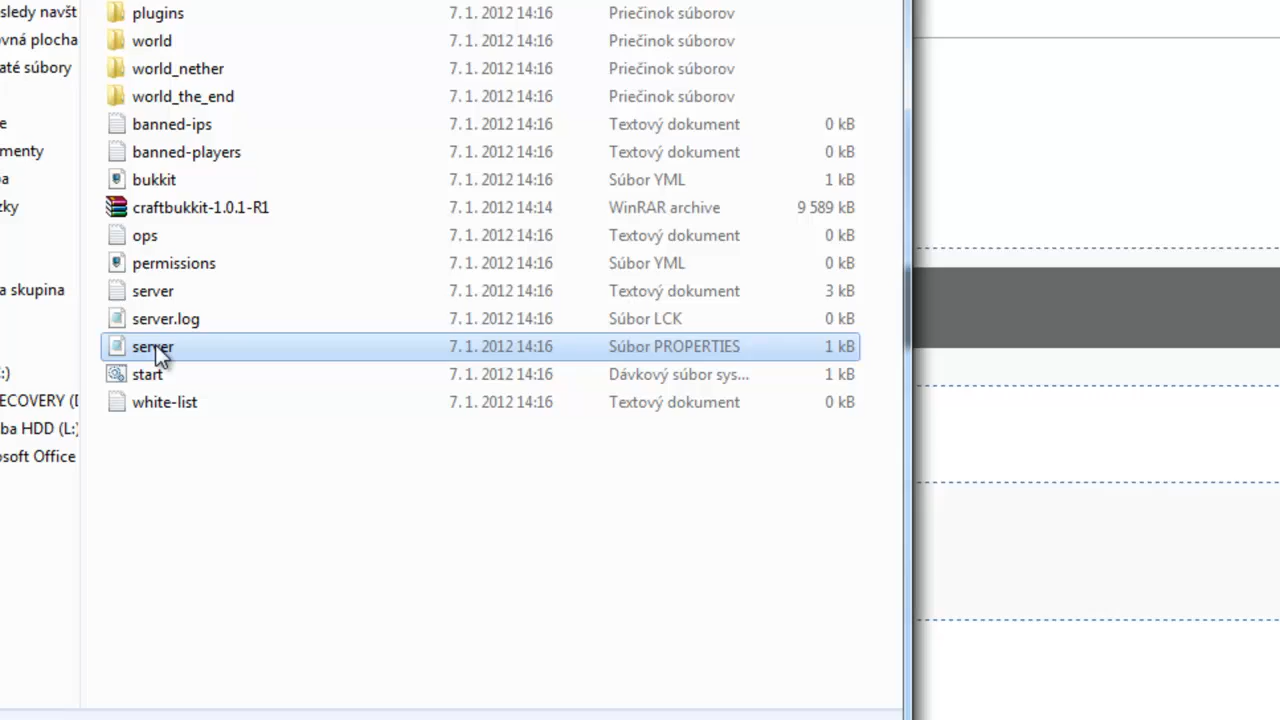 sledy navšt
plugins 7. 1. 2012 14:16 Priečinok súborov
vná plocha
world 7. 1. 2012 14:16 Priečinok súborov
até súbory
world_nether 7. 1. 2012 14:16 Priečinok súborov
world_the_end 7. 1. 2012 14:16 Priečinok súborov
e
banned-ips 7. 1. 2012 14:16 Textový dokument 0 kB
menty
banned-players 7. 1. 2012 14:16 Textový dokument 0 kB
a
bukkit 7. 1. 2012 14:16 Súbor YML 1 kB
zky
craftbukkit-1.0.1-R1 7. 1. 2012 14:14 WinRAR archive 9 589 kB
ops 7. 1. 2012 14:16 Textový dokument 0 kB
permissions 7. 1. 2012 14:16 Súbor YML 0 kB
a skupina
server 7. 1. 2012 14:16 Textový dokument 3 kB
server.log 7. 1. 2012 14:16 Súbor LCK 0 kB
server 7. 1. 2012 14:16 Súbor PROPERTIES 1 kB
:)
start 7. 1. 2012 14:16 Dávkový súbor sys... 1 kB
ECOVERY (D
white-list 7. 1. 2012 14:16 Textový dokument 0 kB
ba HDD (L:)
osoft Office